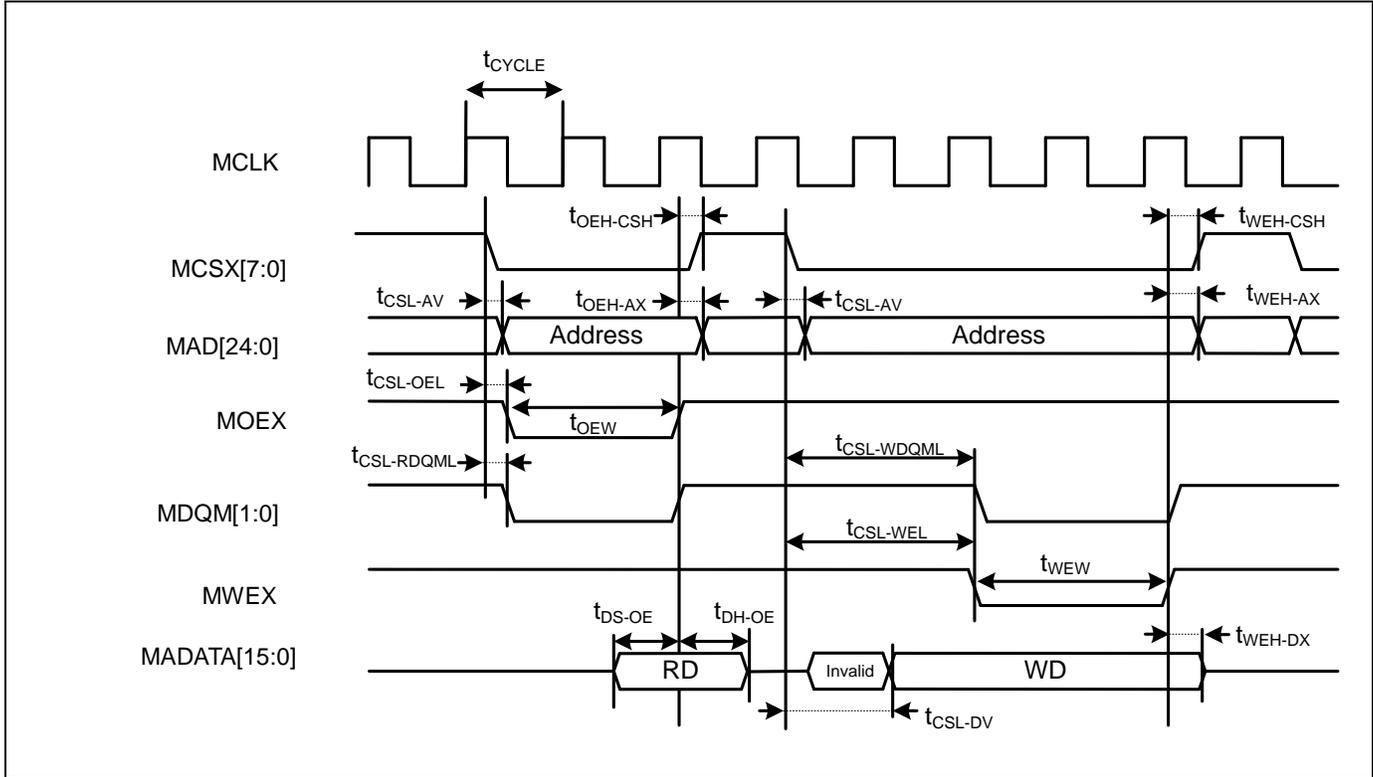 tCYCLE
MCLK
tOEH-CSH
tWEH-CSH
MCSX[7:0]
tCSL-AV
tOEH-AX
tCSL-AV
tWEH-AX
MAD[24:0]
Address
Address
tCSL-OEL
MOEX
tOEW
tCSL-RDQML
tCSL-WDQML
MDQM[1:0]
tCSL-WEL
MWEX
tWEW
tDS-OE
tDH-OE
tWEH-DX
MADATA[15:0]
RD
Invalid
WD
tCSL-DV